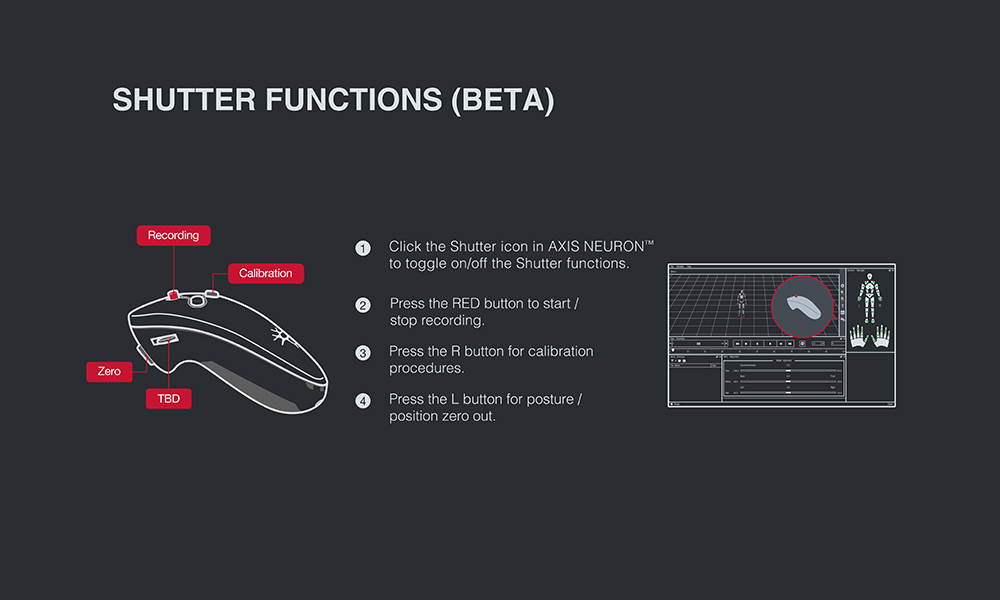 SHUTTER FUNCTIONS (BETA)
Recording
Calibration
Zero
TBD
1 Click the Shutter icon in AXIS NEURON™
to toggle on/off the Shutter functions.
2 Press the RED button to start /
stop recording.
3 Press the R button for calibration
procedures.
4 Press the L button for posture /
position zero out.